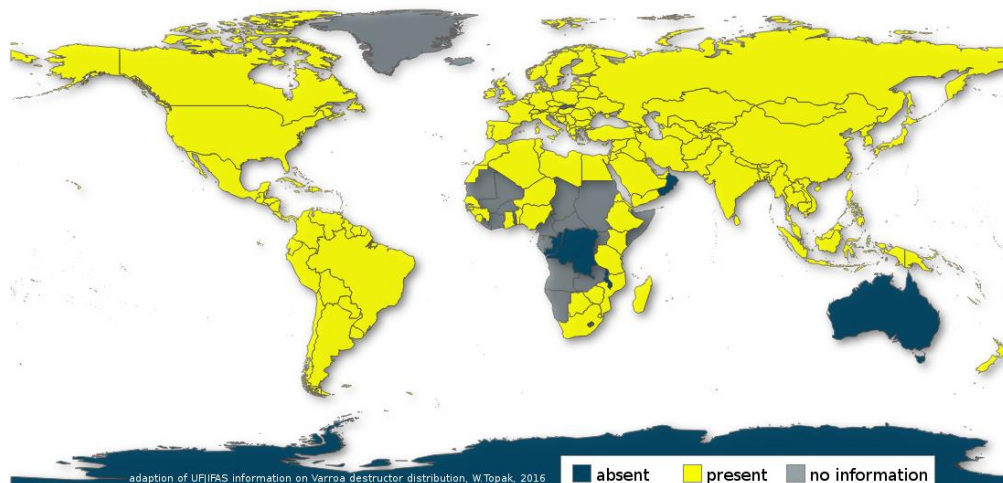 adaption of UF|IFAS information on Varroa destructor distribution, W.Topak, 2016
absent present no information